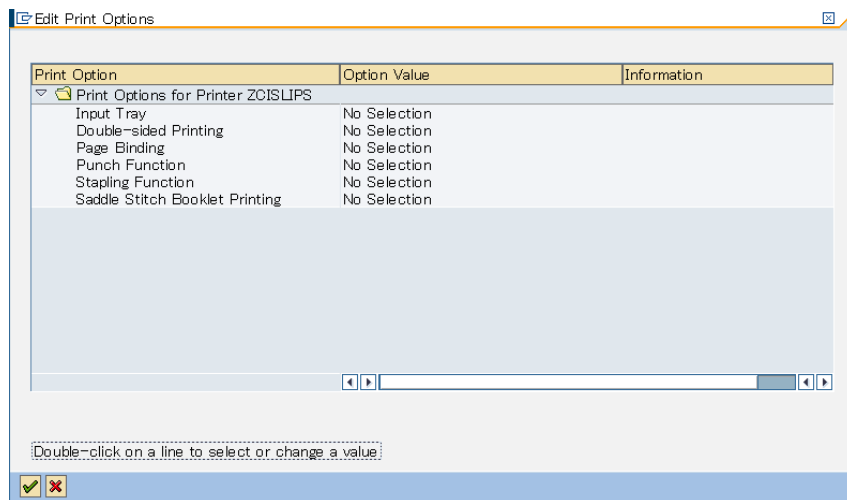 Edit Print Options
Print Option Option Value Information
Print Options for Printer ZCISLIPS
Input Tray No Selection
Double-sided Printing No Selection
Page Binding No Selection
Punch Function No Selection
Stapling Function No Selection
Saddle Stitch Booklet Printing No Selection
Double-click on a line to select or change a value